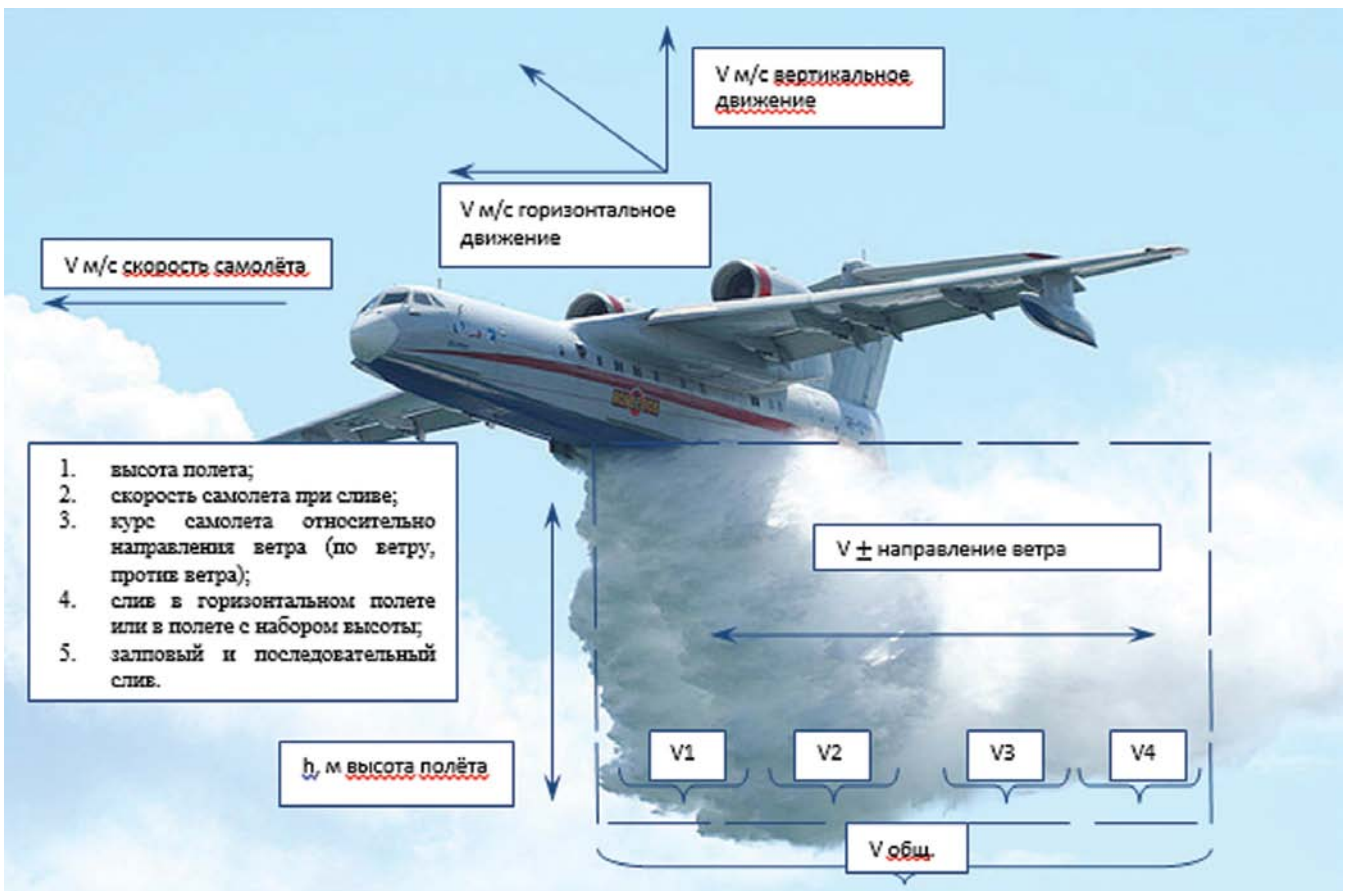 V м/с вертикальное
движение
V м/с горизонтальное
движение
V м/с скорость самолёта
1. высота полета;
2. скорость самолета при сливе;
3. курс самолета относительно
направления ветра (по ветру,
против ветра);
4. слив в горизонтальном полете
или в полете с набором высоты;
5. залповый и последовательный
слив.
V ± направление ветра
h, м высота полёта
V1
V2
V3
V4
V общ.